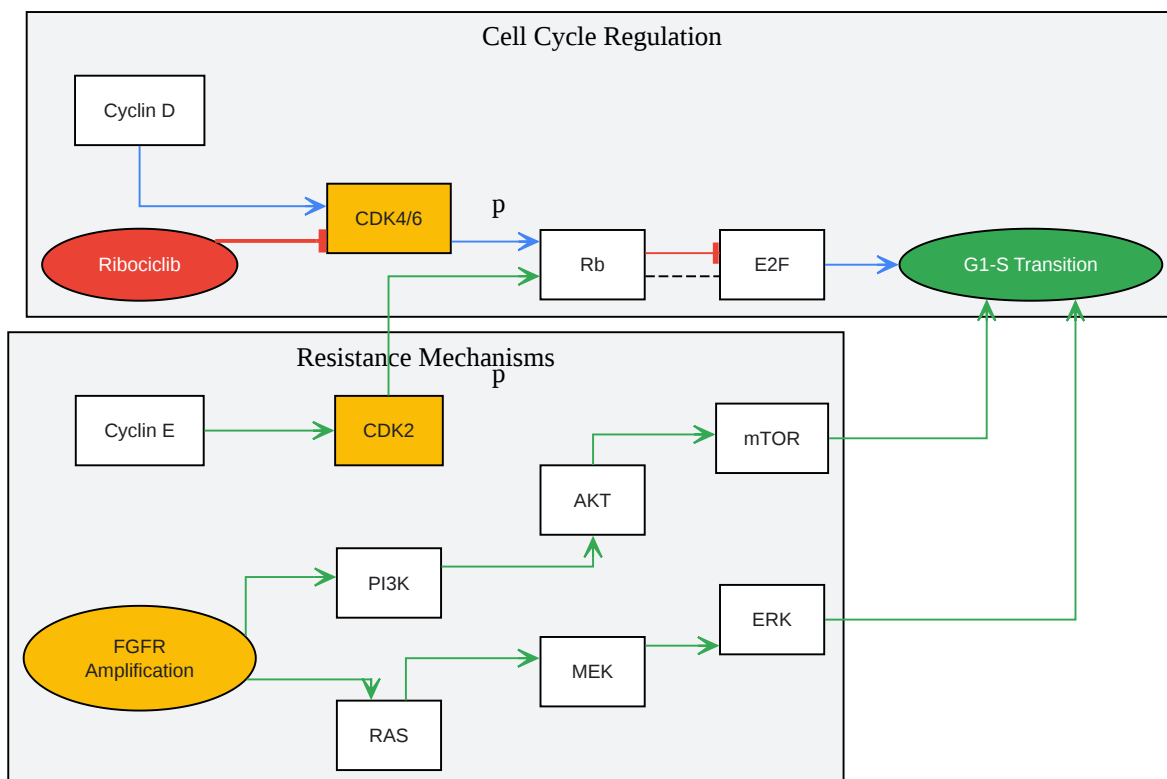 Cell Cycle Regulation
Cyclin D
CDK4/6
p
Ribociclib
Rb
E2F
G1-S Transition
Resistance Mechanisms
p
Cyclin E
CDK2
mTOR
AKT
PI3K
ERK
FGFR
Amplification
MEK
RAS